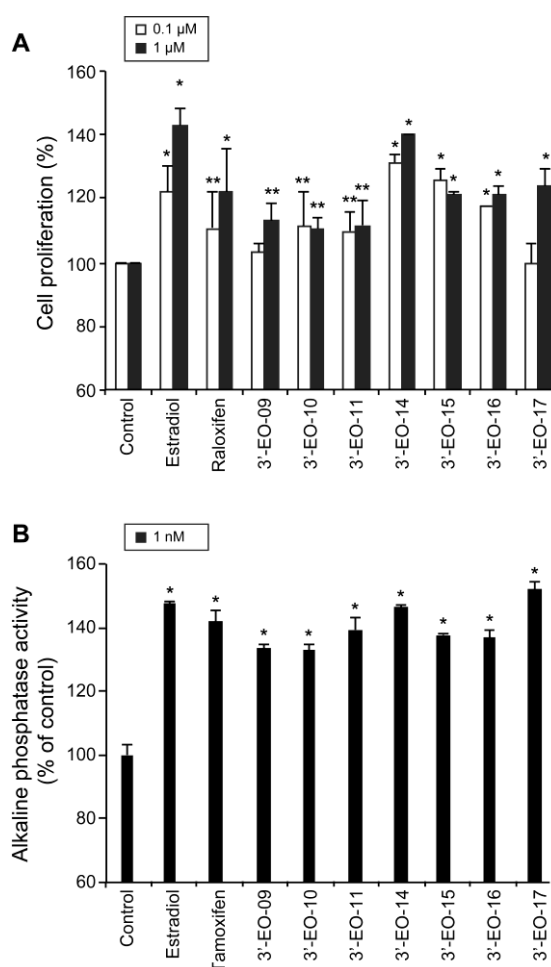 A
0.1 µM
1 µM
Cell proliferation (%)
160
140
120
100
80
60
* * ** * ** ** ** ** ** * * * * * * *
Control
Estradiol
Raloxifen
3'-EO-09
3'-EO-10
3'-EO-11
3'-EO-14
3'-EO-15
3'-EO-16
3'-EO-17
B
1 nM
Alkaline phosphatase activity
(% of control)
160
140
120
100
80
60
* * * * * * * * *
Control
Estradiol
Tamoxifen
3'-EO-09
3'-EO-10
3'-EO-11
3'-EO-14
3'-EO-15
3'-EO-16
3'-EO-17